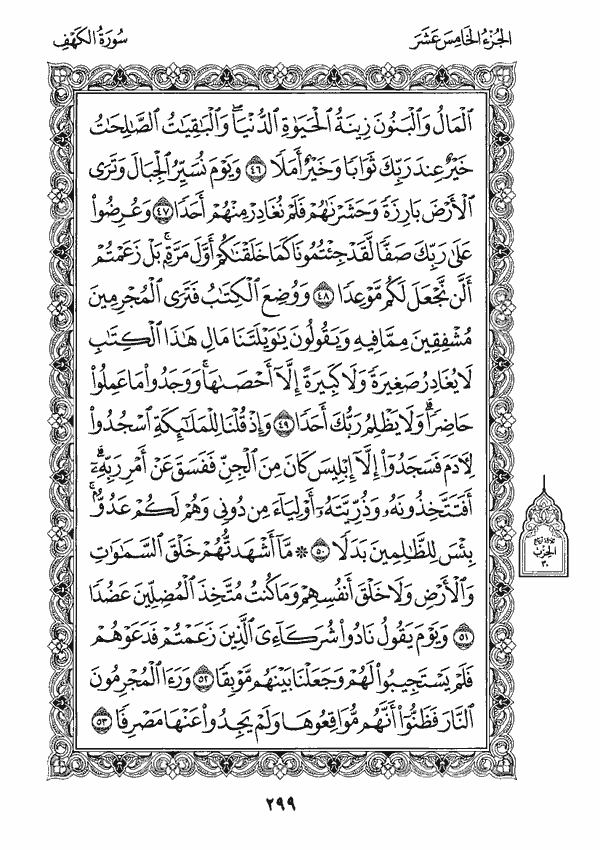 الجُزْءُ الخَامِسَ عَشَرَ
سُورَةُ الكَهْفِ
ٱلْمَالُ وَٱلْبَنُونَ زِينَةُ ٱلْحَيَوٰةِ ٱلدُّنْيَاۖ وَٱلْبَٰقِيَٰتُ ٱلصَّٰلِحَٰتُ
خَيْرٌ عِندَ رَبِّكَ ثَوَابًا وَخَيْرٌ أَمَلًا ٤٦ وَيَوْمَ نُسَيِّرُ ٱلْجِبَالَ وَتَرَى
ٱلْأَرْضَ بَارِزَةً وَحَشَرْنَٰهُمْ فَلَمْ نُغَادِرْ مِنْهُمْ أَحَدًا ٤٧ وَعُرِضُوا۟
عَلَىٰ رَبِّكَ صَفًّا لَّقَدْ جِئْتُمُونَا كَمَا خَلَقْنَٰكُمْ أَوَّلَ مَرَّةٍۭۚ بَلْ زَعَمْتُمْ
أَلَّن نَّجْعَلَ لَكُم مَّوْعِدًا ٤٨ وَوُضِعَ ٱلْكِتَٰبُ فَتَرَى ٱلْمُجْرِمِينَ
مُشْفِقِينَ مِمَّا فِيهِ وَيَقُولُونَ يَٰوَيْلَتَنَا مَالِ هَٰذَا ٱلْكِتَٰبِ
لَا يُغَادِرُ صَغِيرَةً وَلَا كَبِيرَةً إِلَّآ أَحْصَىٰهَاۚ وَوَجَدُوا۟ مَا عَمِلُوا۟
حَاضِرًاۗ وَلَا يَظْلِمُ رَبُّكَ أَحَدًا ٤٩ وَإِذْ قُلْنَا لِلْمَلَٰٓئِكَةِ ٱسْجُدُوا۟
لِءَادَمَ فَسَجَدُوٓا۟ إِلَّآ إِبْلِيسَ كَانَ مِنَ ٱلْجِنِّ فَفَسَقَ عَنْ أَمْرِ رَبِّهِۦٓۗ
أَفَتَتَّخِذُونَهُۥ وَذُرِّيَّتَهُۥٓ أَوْلِيَآءَ مِن دُونِى وَهُمْ لَكُمْ عَدُوٌّۢۚ
بِئْسَ لِلظَّٰلِمِينَ بَدَلًا ٥٠ ۞ مَّآ أَشْهَدتُّهُمْ خَلْقَ ٱلسَّمَٰوَٰتِ
وَٱلْأَرْضِ وَلَا خَلْقَ أَنفُسِهِمْ وَمَا كُنتُ مُتَّخِذَ ٱلْمُضِلِّينَ عَضُدًا
٥١ وَيَوْمَ يَقُولُ نَادُوا۟ شُرَكَآءِىَ ٱلَّذِينَ زَعَمْتُمْ فَدَعَوْهُمْ
فَلَمْ يَسْتَجِيبُوا۟ لَهُمْ وَجَعَلْنَا بَيْنَهُم مَّوْبِقًا ٥٢ وَرَءَا ٱلْمُجْرِمُونَ
ٱلنَّارَ فَظَنُّوٓا۟ أَنَّهُم مُّوَاقِعُوهَا وَلَمْ يَجِدُوا۟ عَنْهَا مَصْرِفًا ٥٣
الحِزْبُ
٣٠
٢٩٩